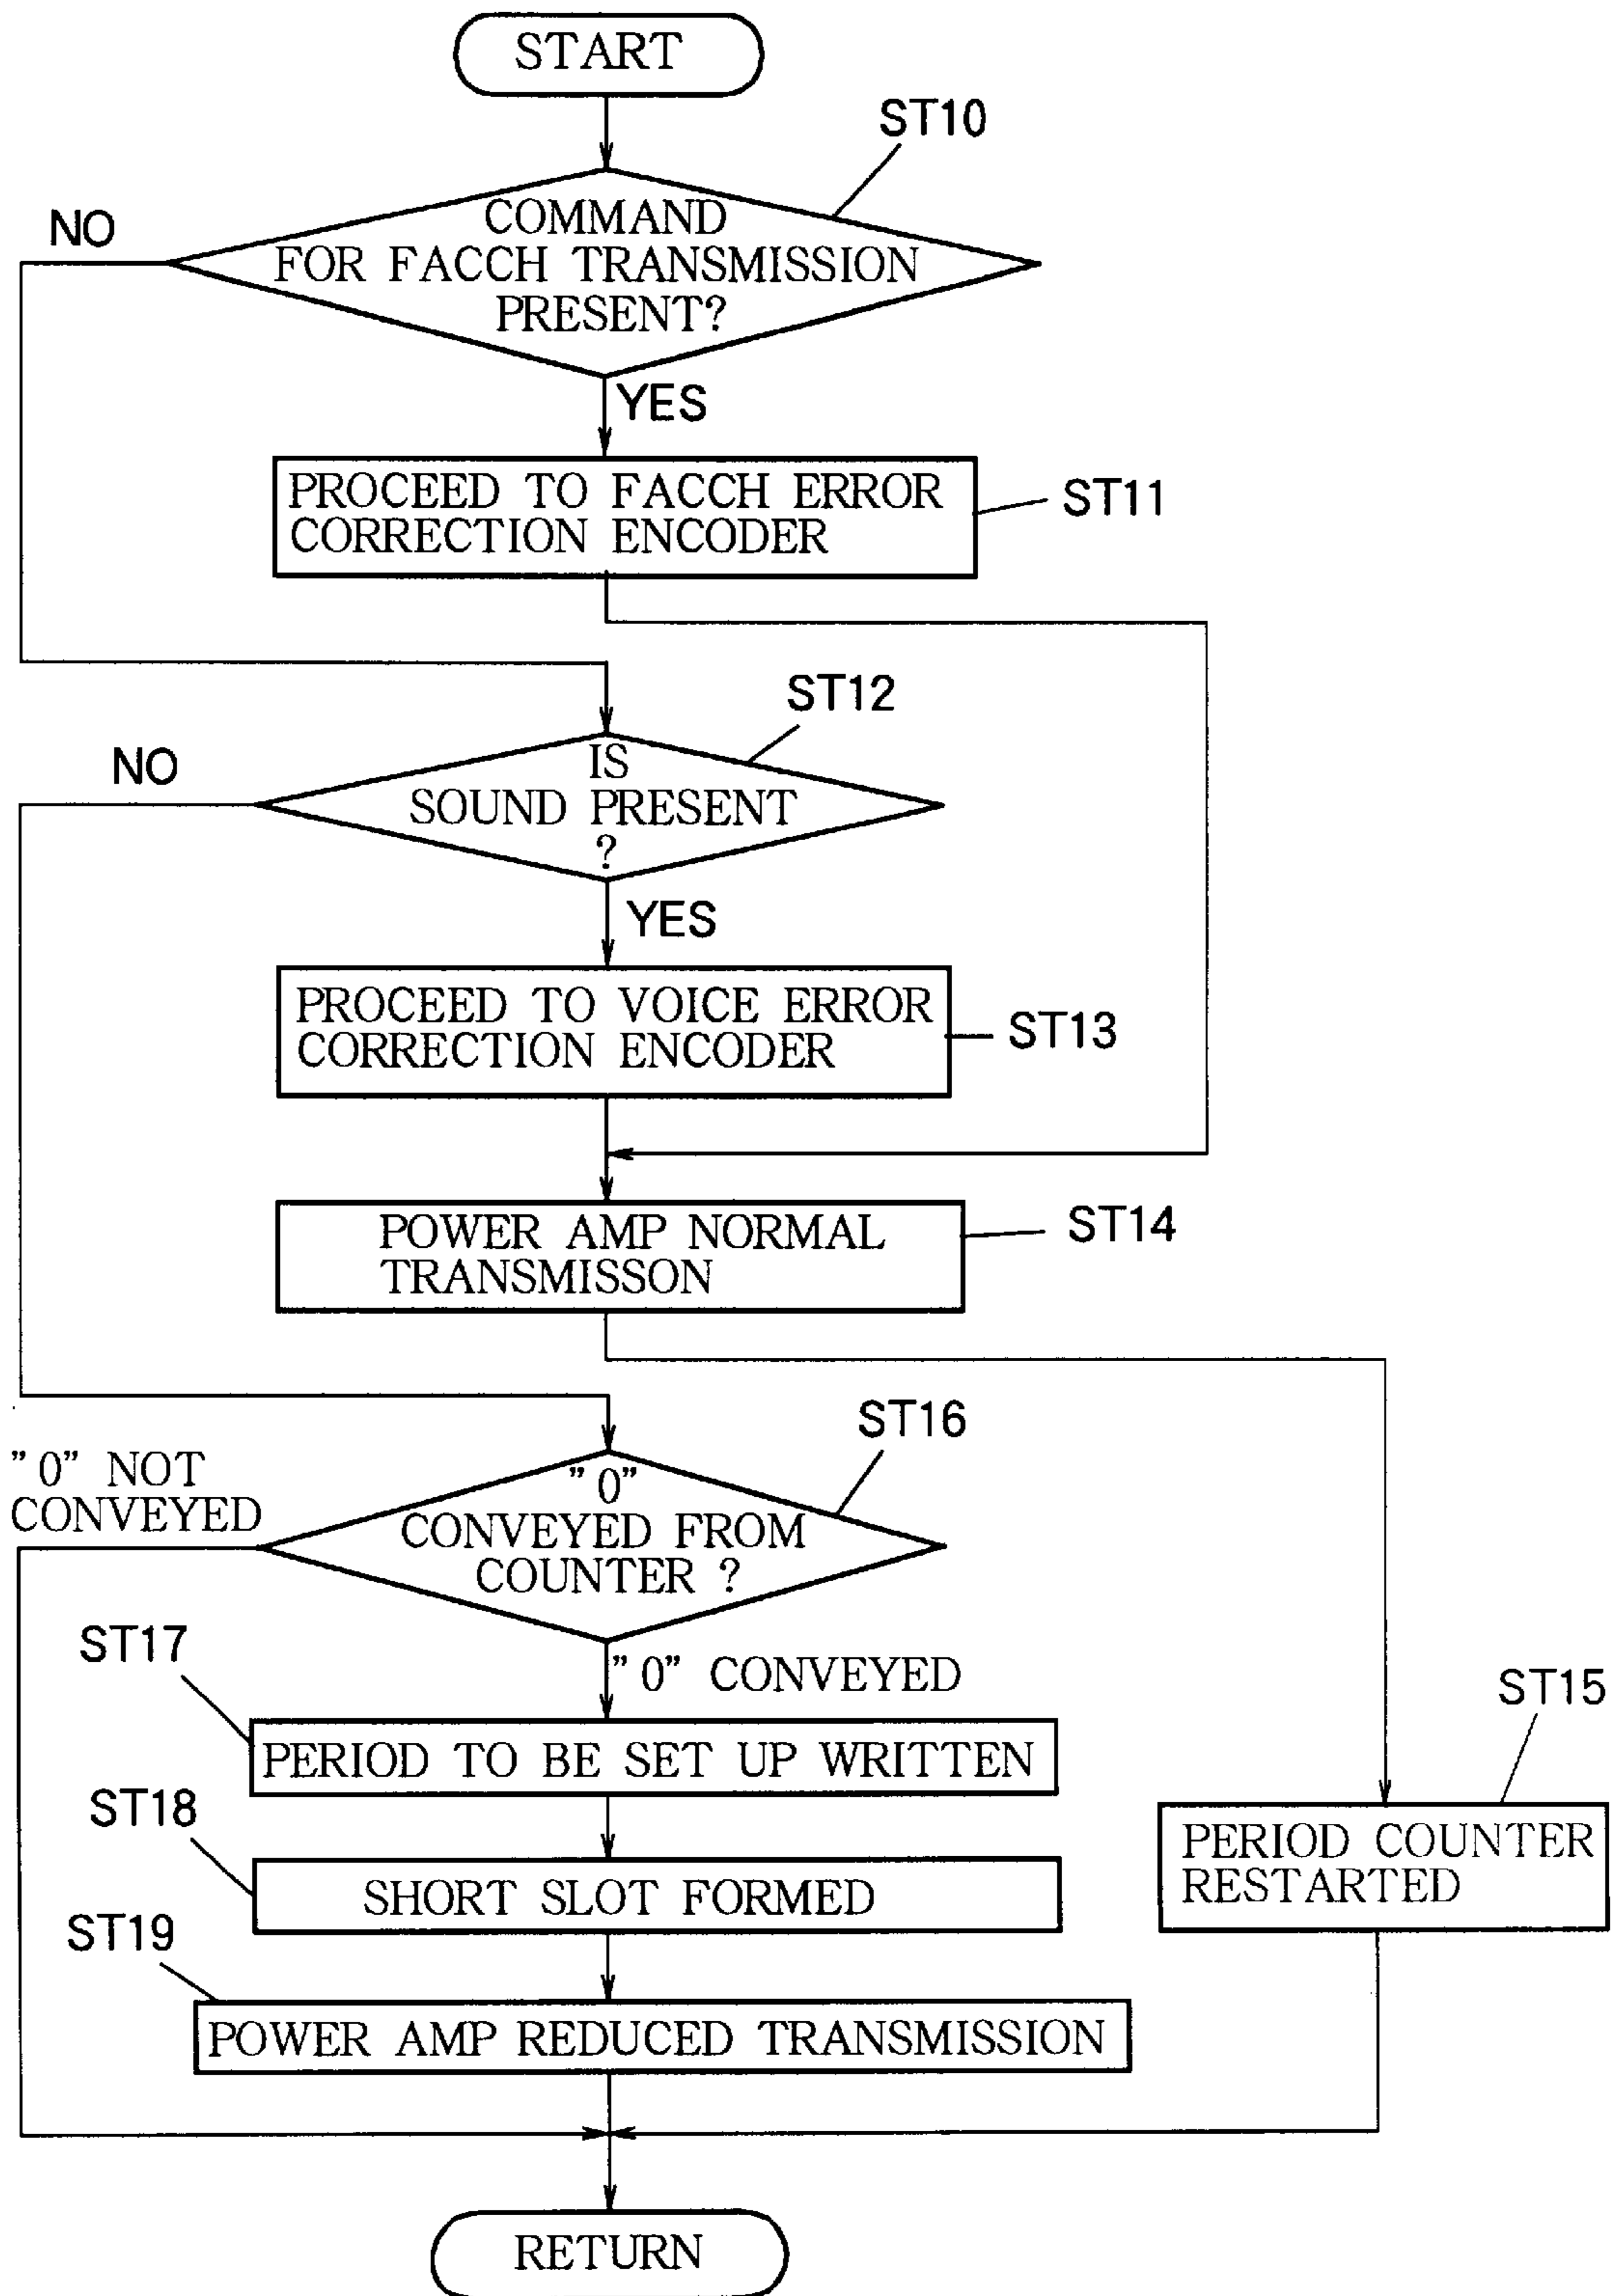 START
ST10
NO
COMMAND
FOR FACCH TRANSMISSION
PRESENT?
YES
PROCEED TO FACCH ERROR
CORRECTION ENCODER
ST11
ST12
NO
IS
SOUND PRESENT
?
YES
PROCEED TO VOICE ERROR
CORRECTION ENCODER
ST13
POWER AMP NORMAL
TRANSMISSON
ST14
ST16
"0" NOT
CONVEYED
"0"
CONVEYED FROM
COUNTER ?
ST17
"0" CONVEYED
PERIOD TO BE SET UP WRITTEN
ST15
ST18
SHORT SLOT FORMED
PERIOD COUNTER
RESTARTED
ST19
POWER AMP REDUCED TRANSMISSION
RETURN